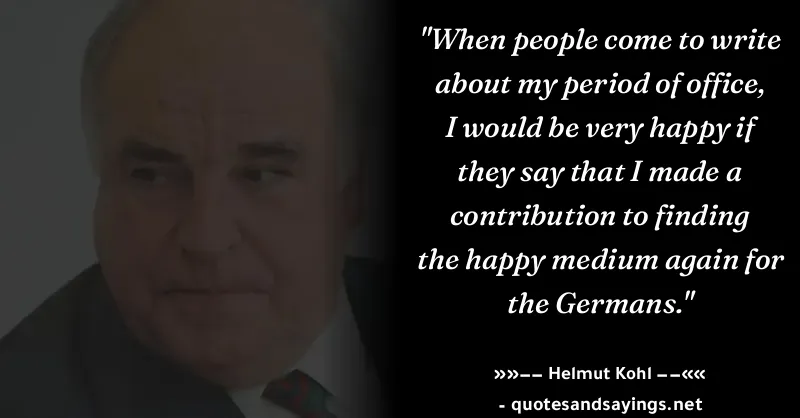 "When people come to write
about my period of office,
I would be very happy if
they say that I made a
contribution to finding
the happy medium again for
the Germans."
»»−− Helmut Kohl −−««
- quotesandsayings.net